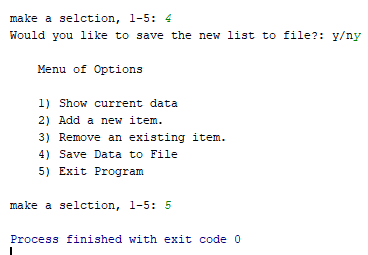 make a selction, 1-5: 4
Would you like to save the new list to file?: y/ny
Menu of Options
1) Show current data
2) Add a new item.
3) Remove an existing item.
4) Save Data to File
5) Exit Program
make a selction, 1-5: 5
Process finished with exit code 0